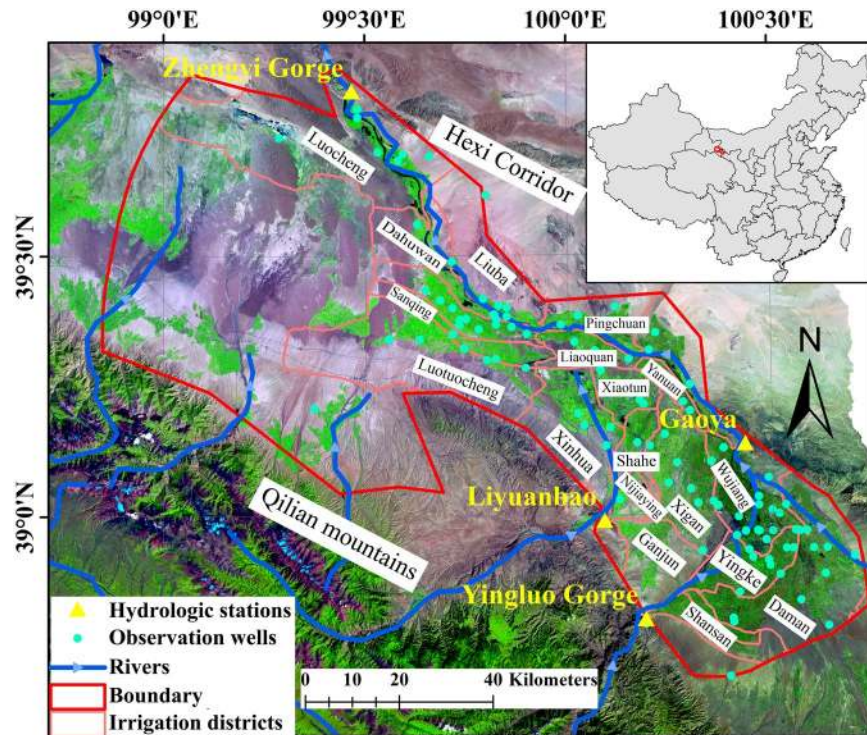 99°0'E 99°30'E 100°0'E 100°30'E
39°30'N
39°0'N
Zhengyi Gorge
Hexi Corridor
Luocheng
Dahuwan
Liuba
Sanqing
Pingchuan
Liaoquan
Yanuan
Luotuocheng
Xiaotun
N
Gaoya
Xinhua
Shahe
Wujiang
Liyuanbao
Nijiaying
Xigan
Qilian mountains
Ganjun
Yingke
Yingluo Gorge
Daman
Shansan
Hydrologic stations
Observation wells
Rivers
Boundary
Irrigation districts
0 5 10 20 30 40 Kilometers